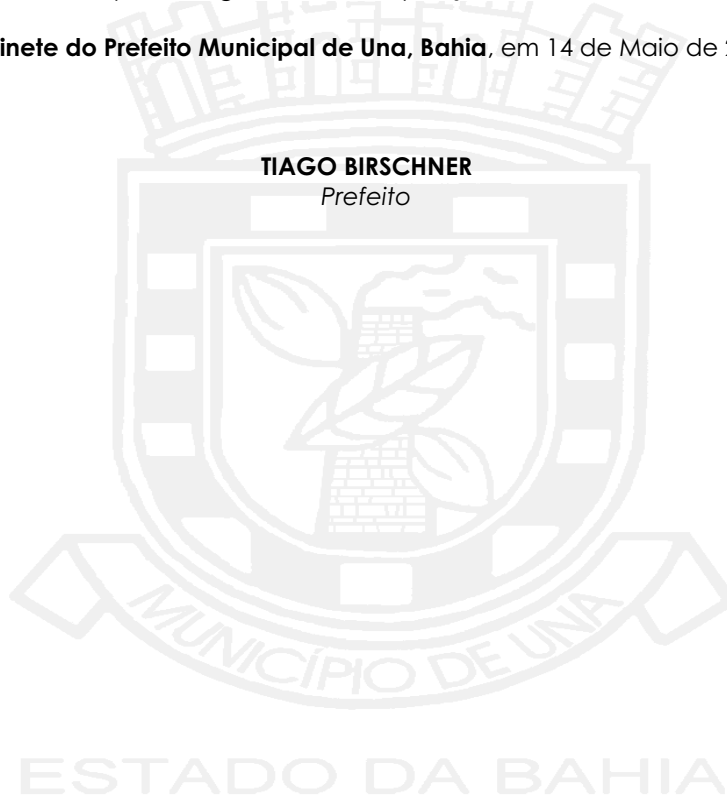 inete do Prefeito Municipal de Una, Bahia, em 14 de Maio de
TIAGO BIRSCHNER
Prefeito
MUNICÍPIO DE UNA
ESTADO DA BAHIA